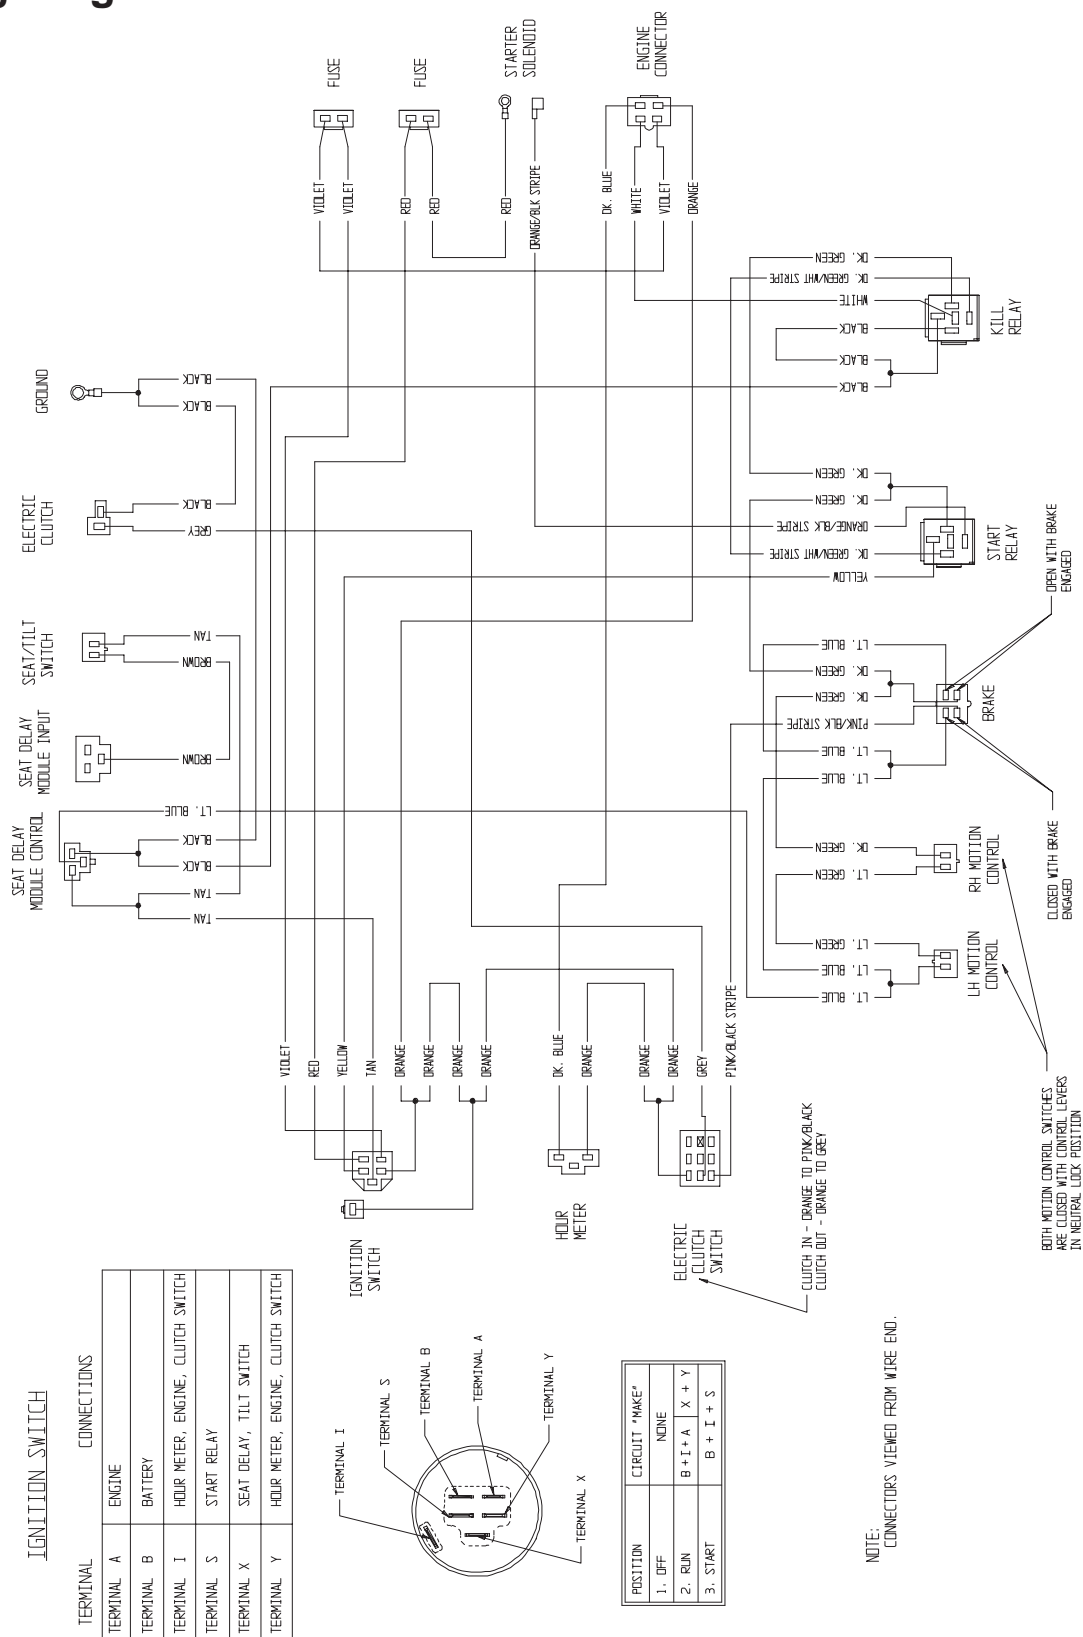 FUSE
FUSE
STARTER
SOLENOID
ENGINE
CONNECTOR
VIOLET
VIOLET
RED
RED
RED
ORANGE/BLK STRIPE
DK. BLUE
WHITE
VIOLET
ORANGE
GROUND
BLACK
BLACK
ELECTRIC
CLUTCH
BLACK
GREY
SEAT/TILT
SWITCH
TAN
BROWN
SEAT DELAY
MODULE INPUT
BROWN
SEAT DELAY
MODULE CONTROL
LT. BLUE
BLACK
BLACK
TAN
TAN
DK. GREEN
DK. GREEN/WHT STRIPE
WHITE
BLACK
BLACK
BLACK
KILL
RELAY
DK. GREEN
DK. GREEN
ORANGE/BLK STRIPE
DK. GREEN/WHT STRIPE
YELLOW
START
RELAY
OPEN WITH BRAKE
ENGAGED
LT. BLUE
DK. GREEN
DK. GREEN
PINK/BLK STRIPE
LT. BLUE
LT. BLUE
BRAKE
CLOSED WITH BRAKE
ENGAGED
DK. GREEN
LT. GREEN
RH MOTION
CONTROL
LT. GREEN
LT. BLUE
LT. BLUE
LH MOTION
CONTROL
BOTH MOTION CONTROL SWITCHES
ARE CLOSED WITH CONTROL LEVERS
IN NEUTRAL LOCK POSITION
VIOLET
RED
YELLOW
TAN
ORANGE
ORANGE
ORANGE
ORANGE
DK. BLUE
ORANGE
ORANGE
ORANGE
GREY
PINK/BLACK STRIPE
IGNITION
SWITCH
HOUR
METER
ELECTRIC
CLUTCH
SWITCH
CLUTCH IN - ORANGE TO PINK/BLACK
CLUTCH OUT - ORANGE TO GREY
IGNITION SWITCH
TERMINAL CONNECTIONS
TERMINAL A ENGINE
TERMINAL B BATTERY
TERMINAL I HOUR METER, ENGINE, CLUTCH SWITCH
TERMINAL S START RELAY
TERMINAL X SEAT DELAY, TILT SWITCH
TERMINAL Y HOUR METER, ENGINE, CLUTCH SWITCH
TERMINAL I
TERMINAL S
TERMINAL B
TERMINAL A
TERMINAL Y
TERMINAL X
POSITION CIRCUIT "MAKE"
1. OFF NONE
2. RUN B+I+A X + Y
3. START B + I + S
NOTE:
CONNECTORS VIEWED FROM WIRE END.